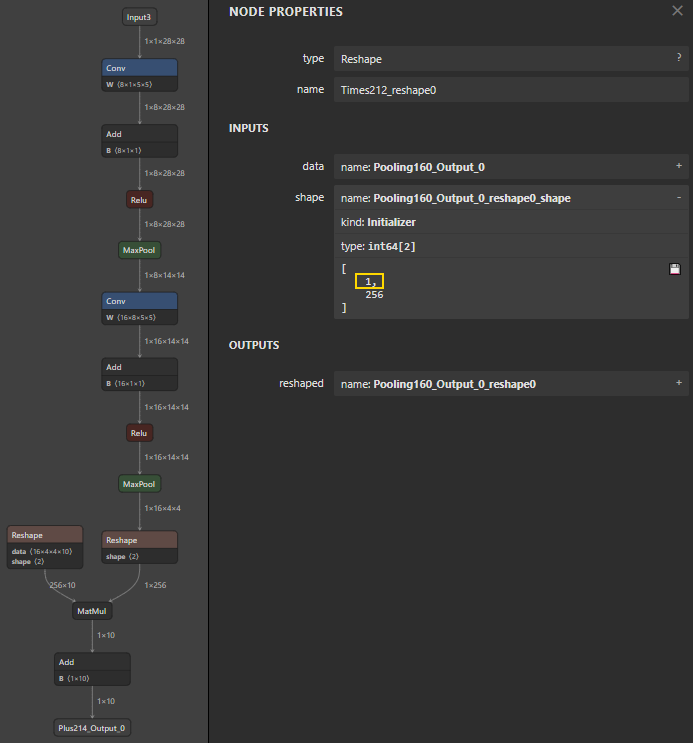 Input3
1×1×28×28
Conv
W ⟨8×1×5×5⟩
1×8×28×28
Add
B ⟨8×1×1⟩
1×8×28×28
Relu
1×8×28×28
MaxPool
1×8×14×14
Conv
W ⟨16×8×5×5⟩
1×16×14×14
Add
B ⟨16×1×1⟩
1×16×14×14
Relu
1×16×14×14
MaxPool
1×16×4×4
Reshape
data ⟨16×4×4×10⟩
shape ⟨2⟩
Reshape
shape ⟨2⟩
256×10
1×256
MatMul
1×10
Add
B ⟨1×10⟩
1×10
Plus214_Output_0
NODE PROPERTIES
type Reshape ?
name Times212_reshape0
INPUTS
data name: Pooling160_Output_0 +
shape name: Pooling160_Output_0_reshape0_shape -
kind: Initializer
type: int64[2]
[
1,
256
]
OUTPUTS
reshaped name: Pooling160_Output_0_reshape0 +